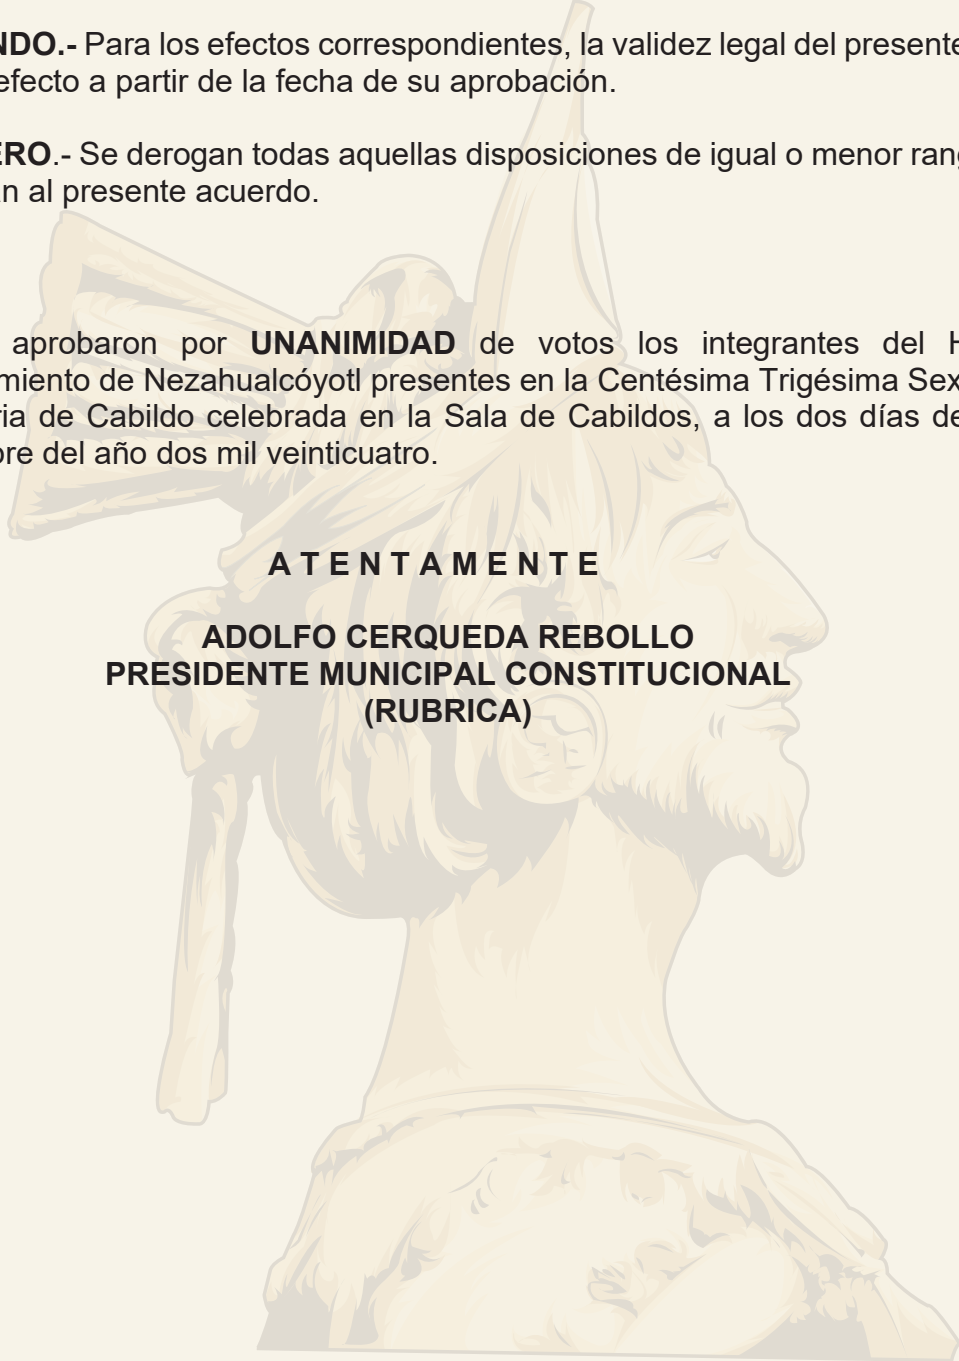 NDO.- Para los efectos correspondientes, la validez legal del presente
efecto a partir de la fecha de su aprobación.
ERO.- Se derogan todas aquellas disposiciones de igual o menor rang
an al presente acuerdo.
aprobaron por UNANIMIDAD de votos los integrantes del H
miento de Nezahualcóyotl presentes en la Centésima Trigésima Sex
ria de Cabildo celebrada en la Sala de Cabildos, a los dos días de
bre del año dos mil veinticuatro.
A T E N T A M E N T E
ADOLFO CERQUEDA REBOLLO
PRESIDENTE MUNICIPAL CONSTITUCIONAL
(RUBRICA)